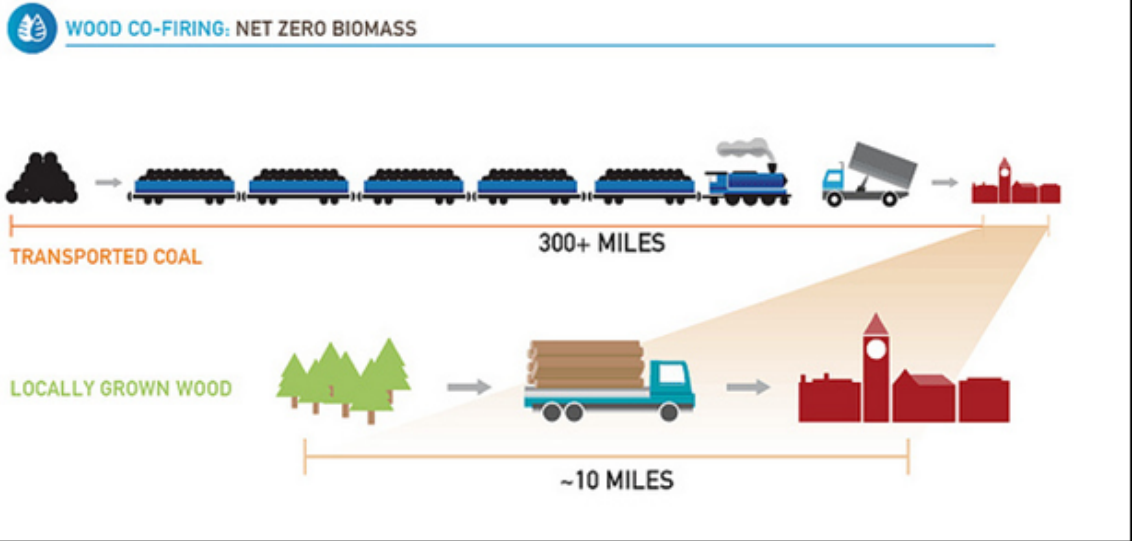 WOOD CO-FIRING: NET ZERO BIOMASS
300+ MILES
TRANSPORTED COAL
LOCALLY GROWN WOOD
~10 MILES